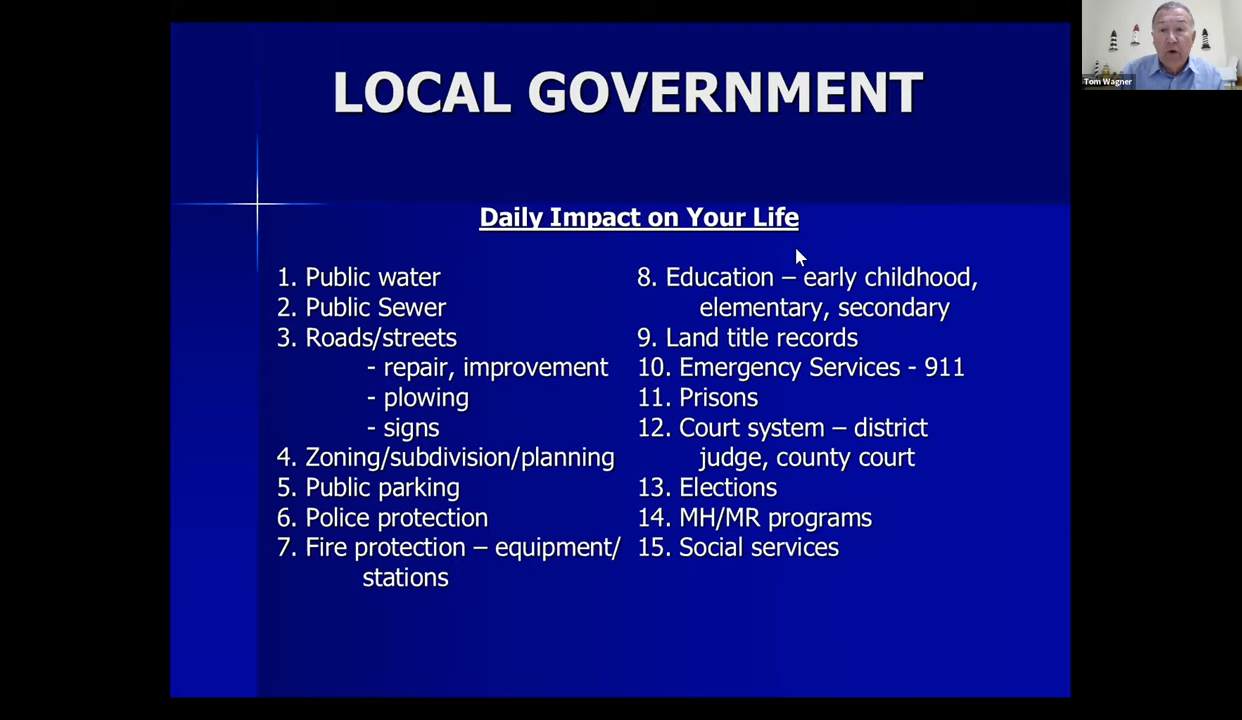 LOCAL GOVERNMENT
Tom Wagner
Daily Impact on Your Life
1. Public water
2. Public Sewer
3. Roads/streets
- repair, improvement
- plowing
- signs
4. Zoning/subdivision/planning
5. Public parking
6. Police protection
7. Fire protection – equipment/
stations
8. Education – early childhood,
elementary, secondary
9. Land title records
10. Emergency Services - 911
11. Prisons
12. Court system – district
judge, county court
13. Elections
14. MH/MR programs
15. Social services